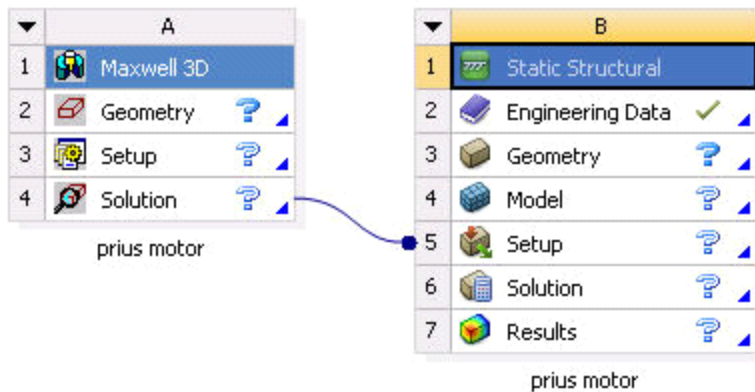 A
1 Maxwell 3D
2 Geometry ?
3 Setup ?
4 Solution ?
prius motor
B
1 Static Structural
2 Engineering Data ✓
3 Geometry ?
4 Model ?
5 Setup ?
6 Solution ?
7 Results ?
prius motor